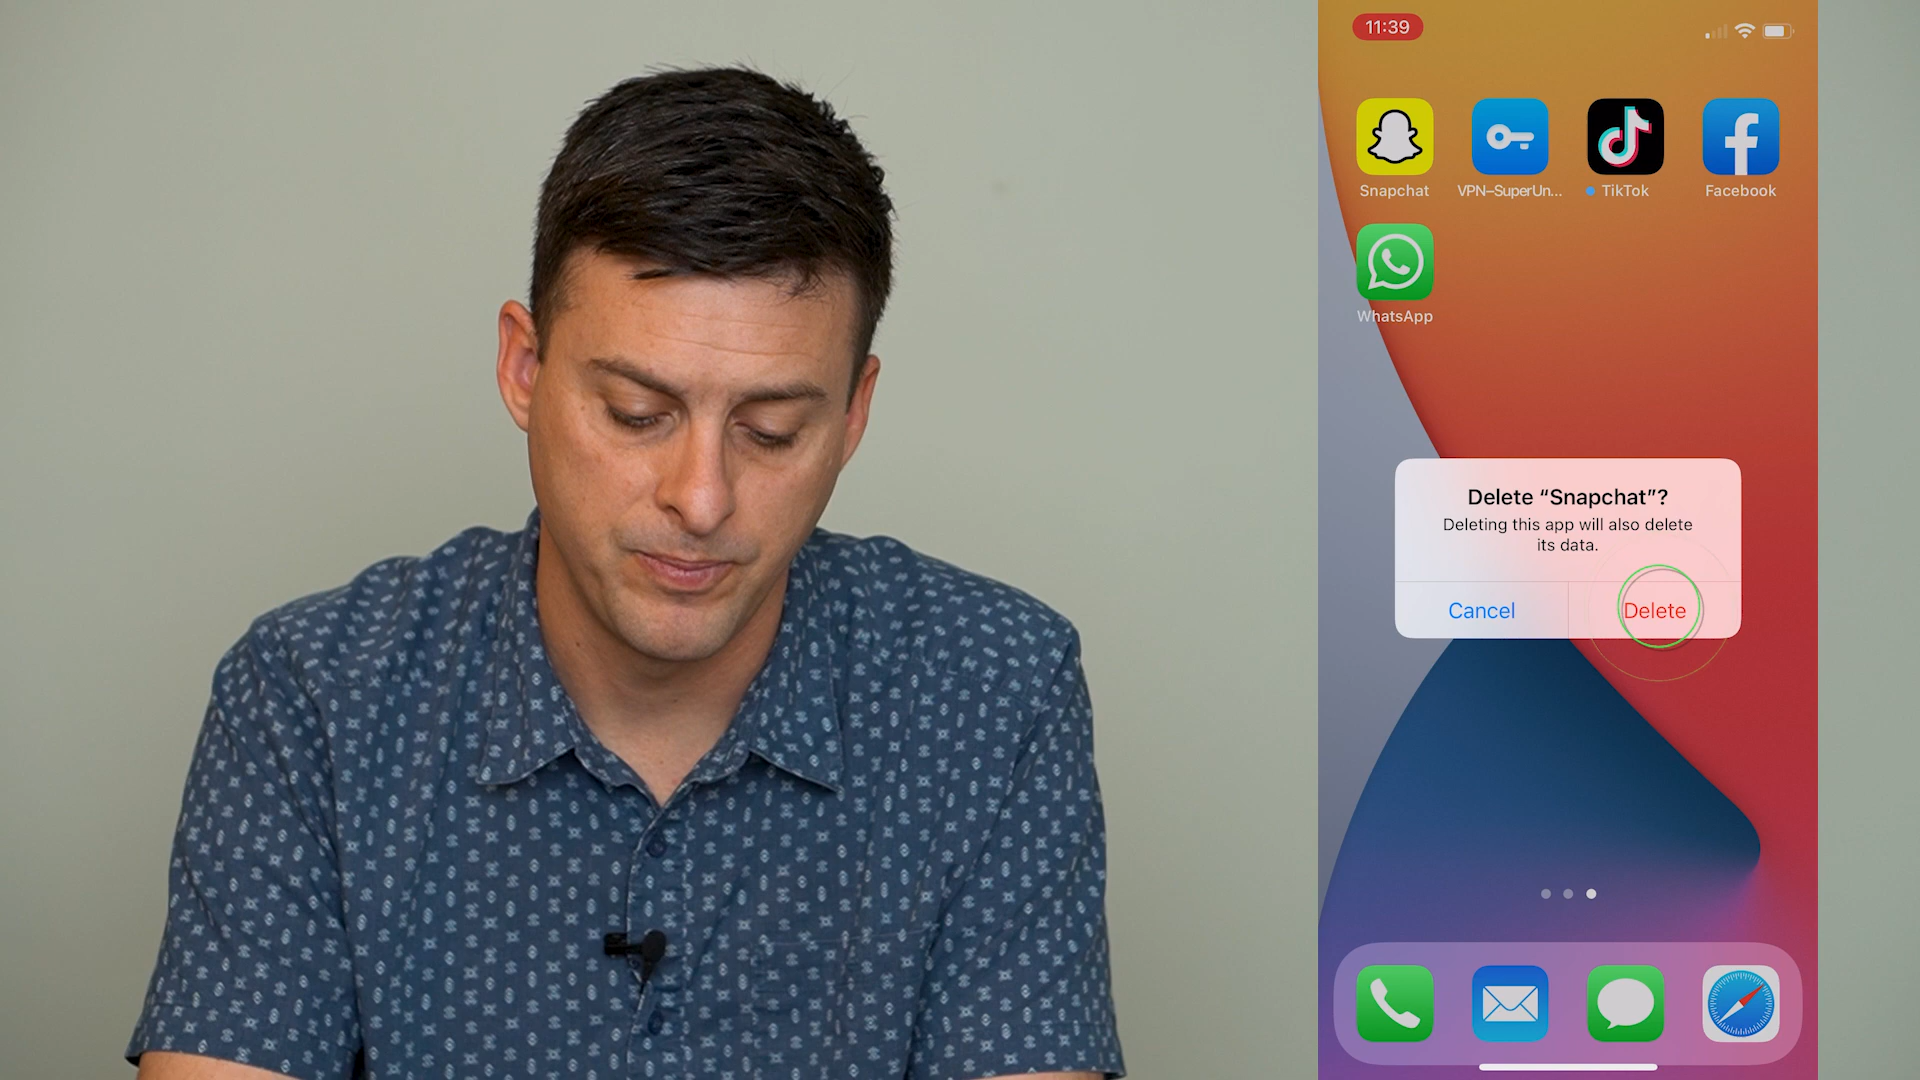 11:39
Snapchat
VPN–SuperUn...
TikTok
Facebook
WhatsApp
Delete “Snapchat”?
Deleting this app will also delete
its data.
Cancel
Delete